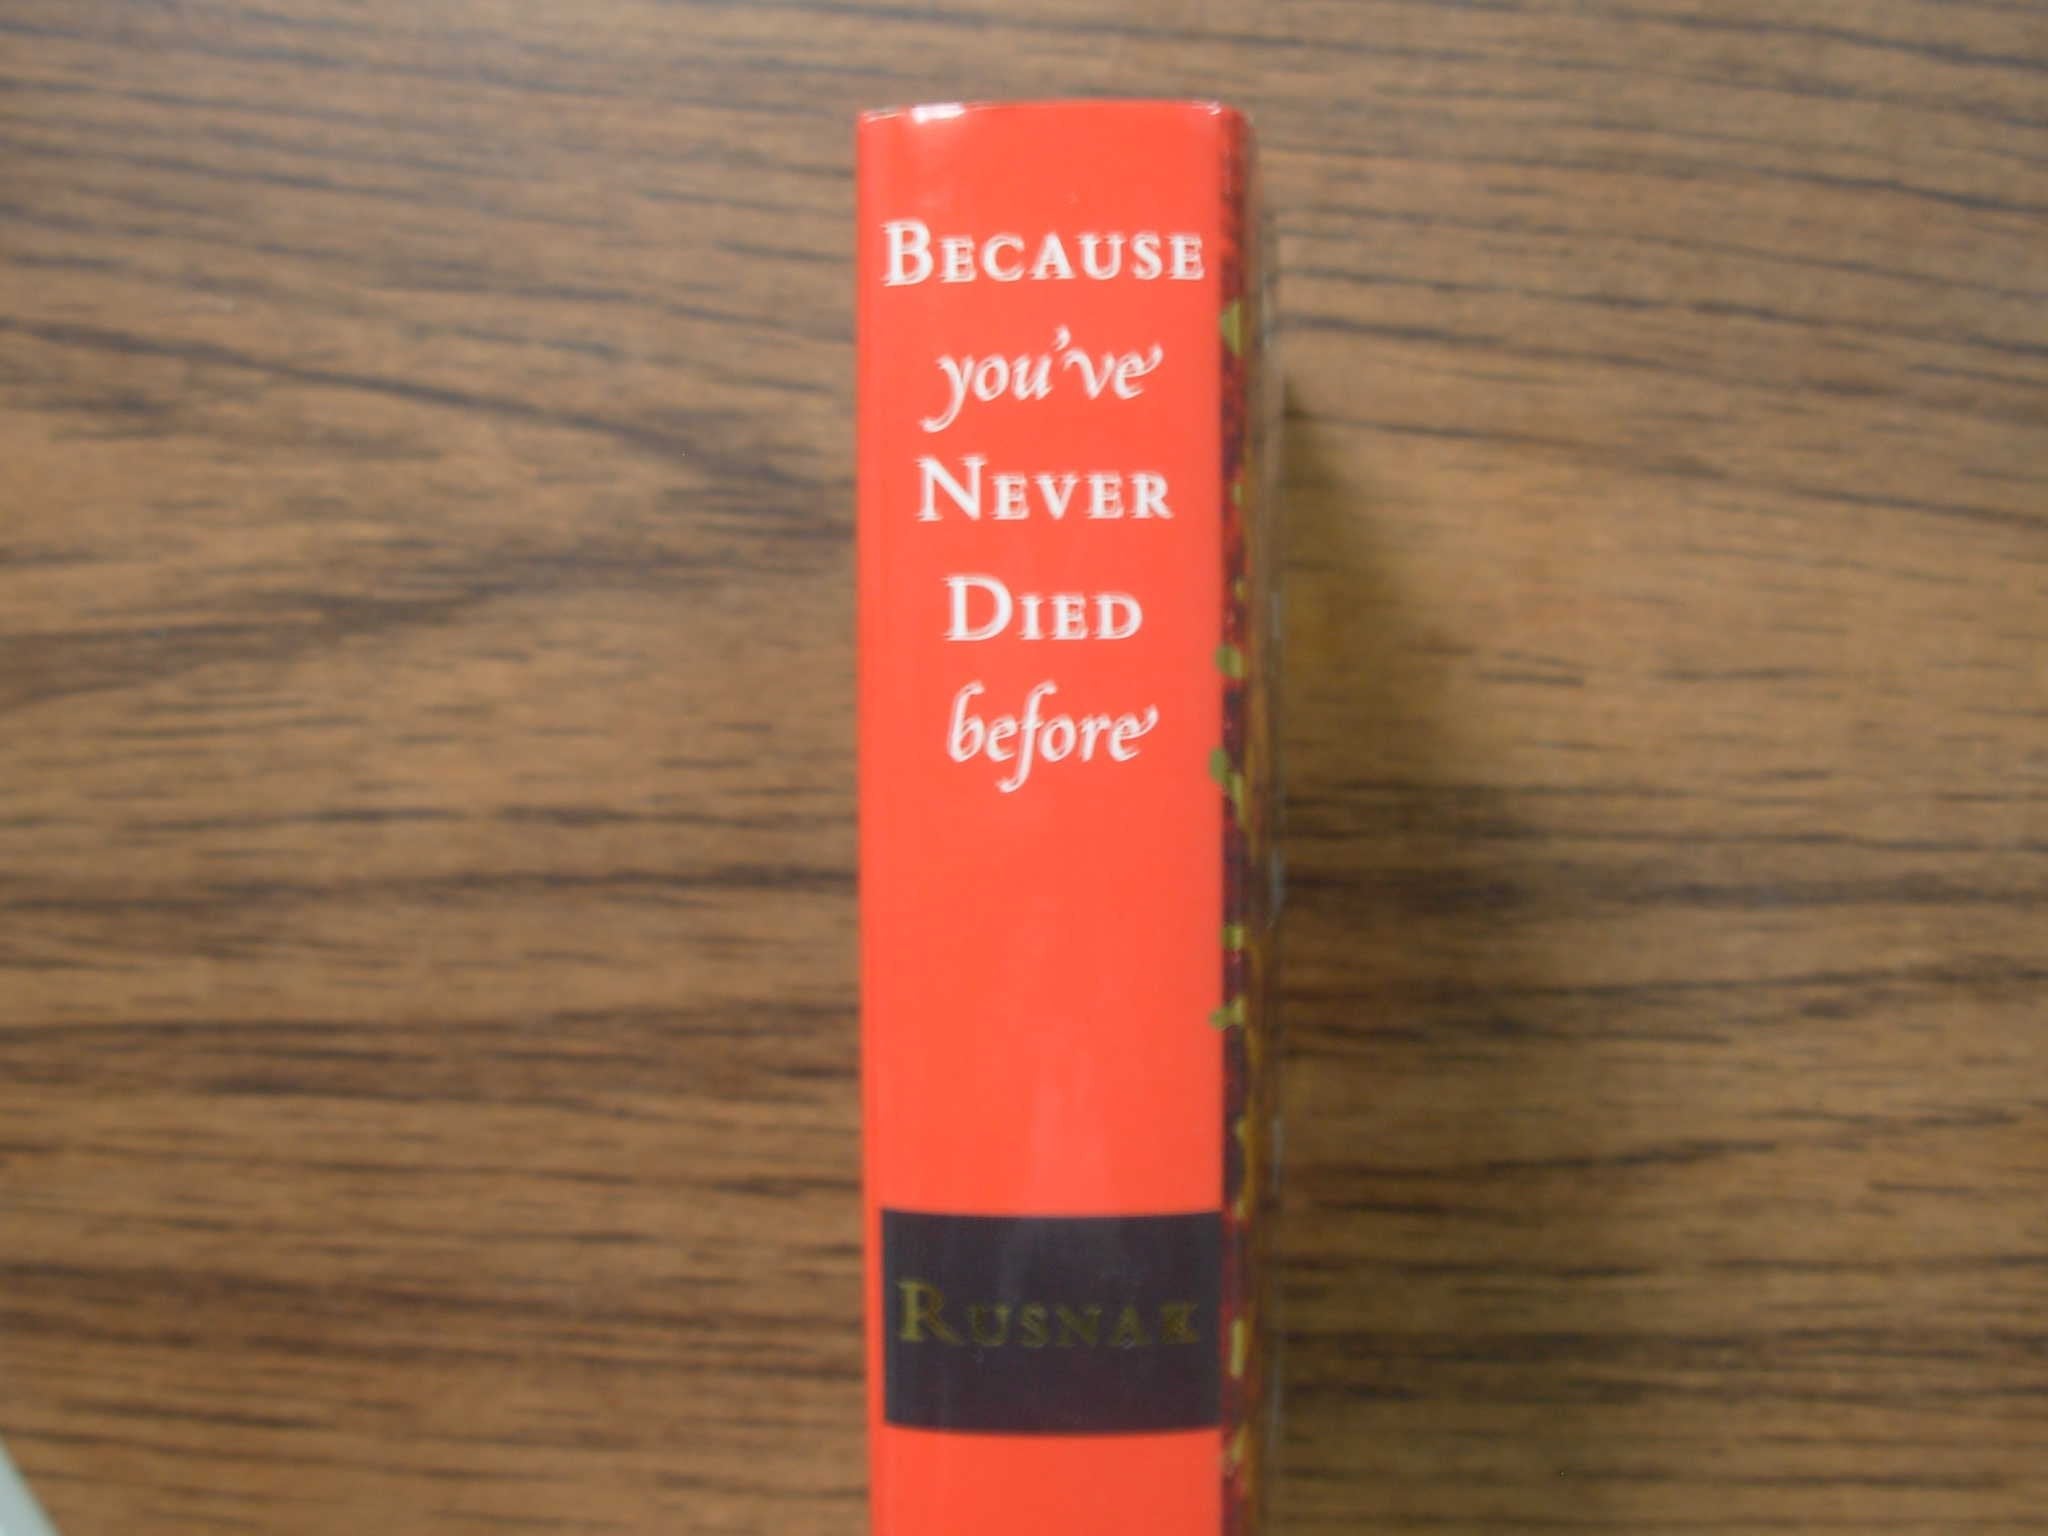 BECAUSE
you've
NEVER
DIED
before
RUSNAK